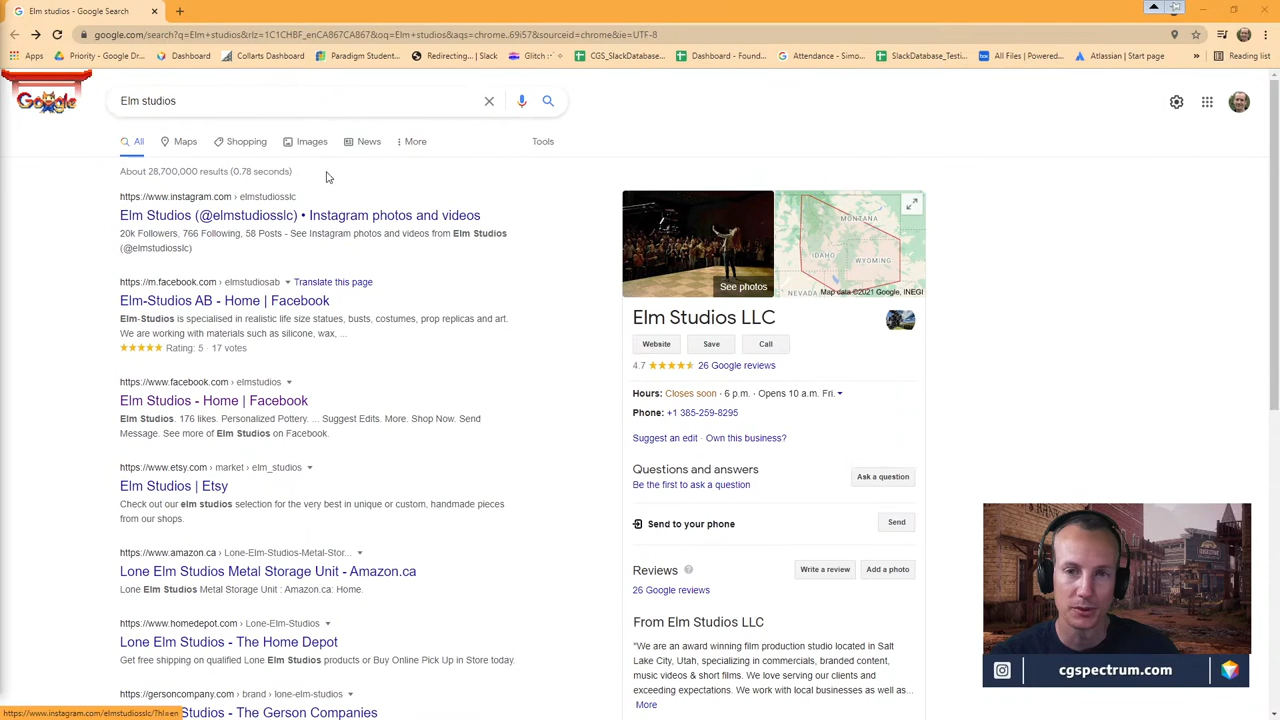 Elm studios - Google Search
google.com/search?q=Elm+studios&rlz=1C1CHBF_enCA867CA867&oq=Elm+studios&aqs=chrome..69i57&sourceid=chrome&ie=UTF-8
Apps
Priority - Google Dr...
Dashboard
Collarts Dashboard
Paradigm Student...
Redirecting... | Slack
Glitch :·
CGS_SlackDatabase...
Dashboard - Found...
Attendance - Simo...
SlackDatabase_Test...
All Files | Powered...
Atlassian | Start page
Reading list
Google
Elm studios
All
Maps
Shopping
Images
News
More
Tools
About 28,700,000 results (0.78 seconds)
https://www.instagram.com › elmstudiosslc
Elm Studios (@elmstudiosslc) • Instagram photos and videos
20k Followers, 766 Following, 58 Posts - See Instagram photos and videos from Elm Studios
(@elmstudiosslc)
https://m.facebook.com › elmstudiosab Translate this page
Elm-Studios AB - Home | Facebook
Elm-Studios is specialised in realistic life size statues, busts, costumes, prop replicas and art.
We are working with materials such as silicone, wax, ...
Rating: 5 · 17 votes
https://www.facebook.com › elmstudios
Elm Studios - Home | Facebook
Elm Studios. 176 likes. Personalized Pottery. ... Suggest Edits. More. Shop Now. Send
Message. See more of Elm Studios on Facebook.
https://www.etsy.com › market › elm_studios
Elm Studios | Etsy
Check out our elm studios selection for the very best in unique or custom, handmade pieces
from our shops.
https://www.amazon.ca › Lone-Elm-Studios-Metal-Stor...
Lone Elm Studios Metal Storage Unit - Amazon.ca
Lone Elm Studios Metal Storage Unit : Amazon.ca: Home.
https://www.homedepot.com › Lone-Elm-Studios
Lone Elm Studios - The Home Depot
Get free shipping on qualified Lone Elm Studios products or Buy Online Pick Up in Store today.
https://gersoncompany.com › brand › lone-elm-studios
Studios - The Gerson Companies
https://www.instagram.com/elmstudiosslc/?hl=en
See photos
MONTANA
IDAHO
WYOMING
NEVADA
Map data ©2021 Google, INEGI
Elm Studios LLC
Website
Save
Call
4.7
26 Google reviews
Hours: Closes soon · 6 p.m. · Opens 10 a.m. Fri.
Phone: +1 385-259-8295
Suggest an edit · Own this business?
Questions and answers
Be the first to ask a question
Ask a question
Send to your phone
Send
Reviews
Write a review
Add a photo
26 Google reviews
From Elm Studios LLC
"We are an award winning film production studio located in Salt
Lake City, Utah, specializing in commercials, branded content,
music videos & short films. We love serving our clients and
exceeding expectations. We work with local businesses as well as...
More
cgspectrum.com